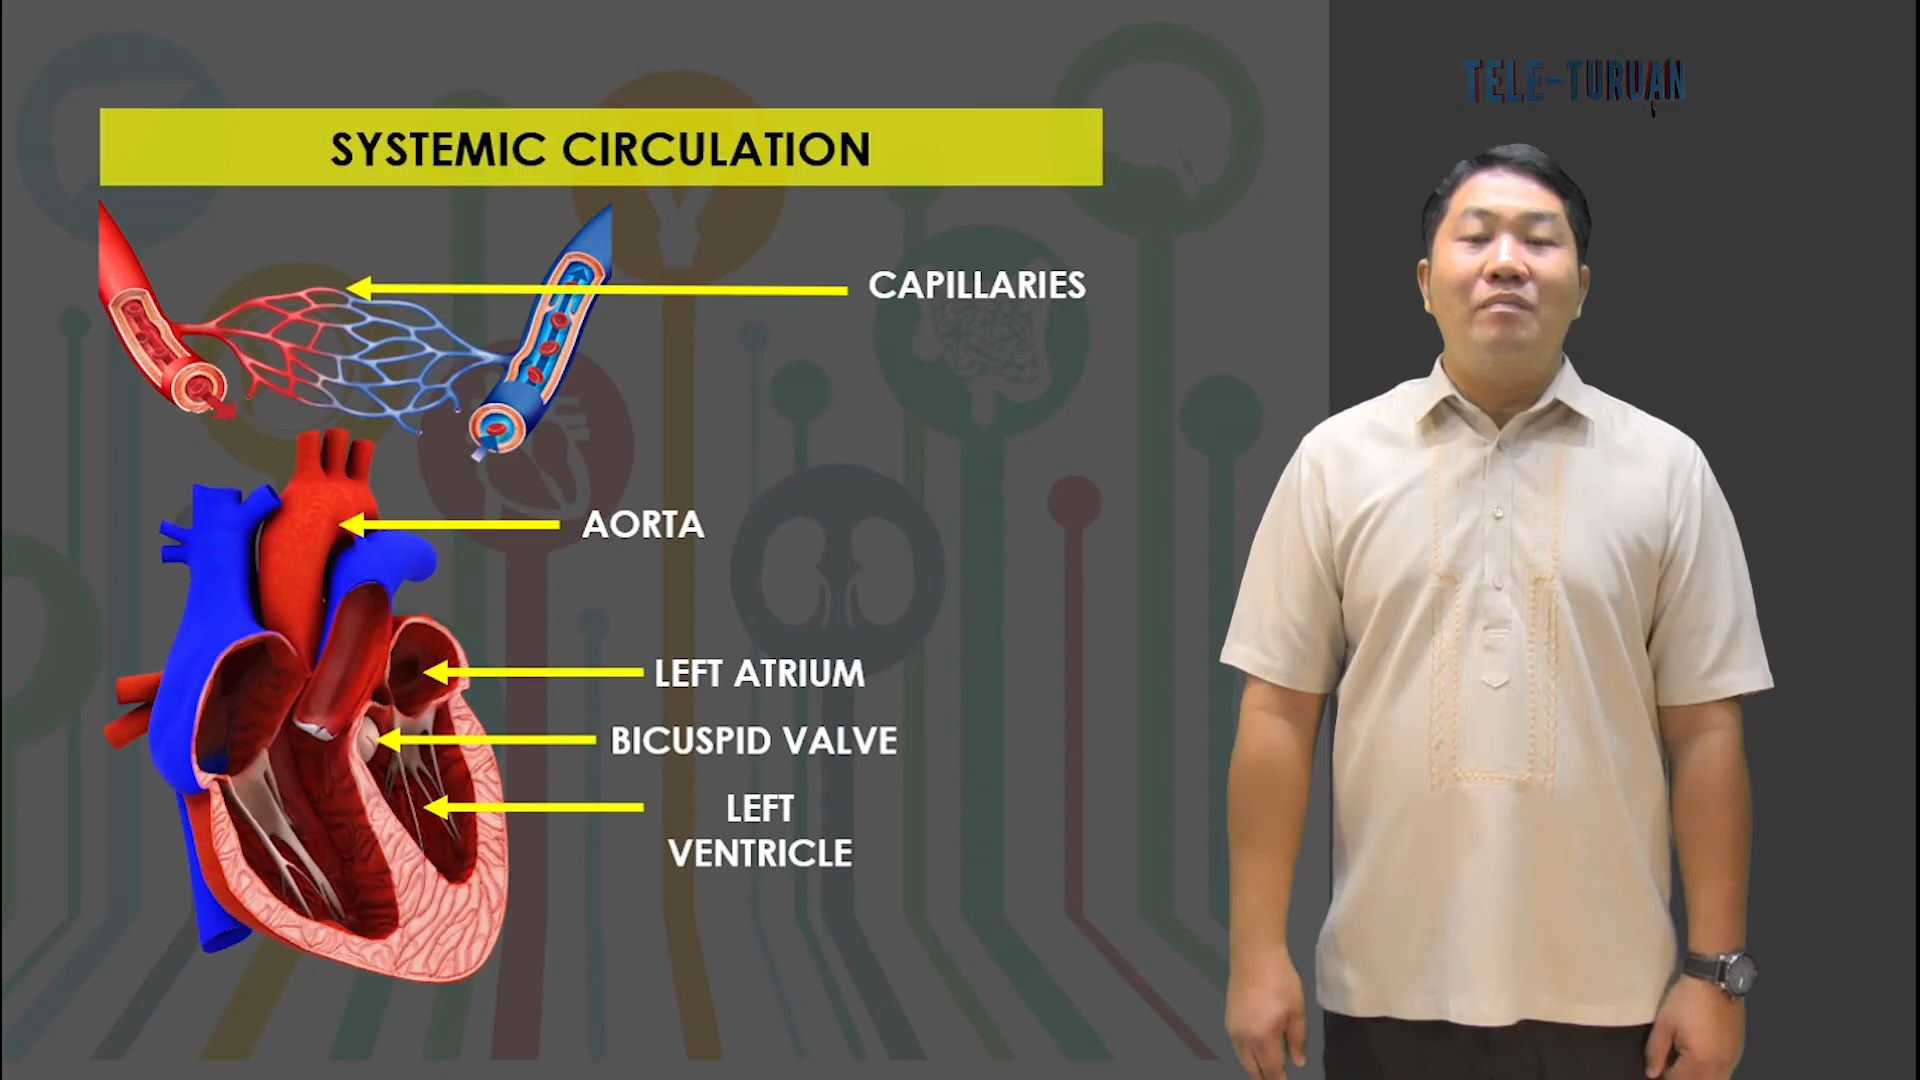 TELE-TURUAN
SYSTEMIC CIRCULATION
CAPILLARIES
AORTA
LEFT ATRIUM
BICUSPID VALVE
LEFT
VENTRICLE